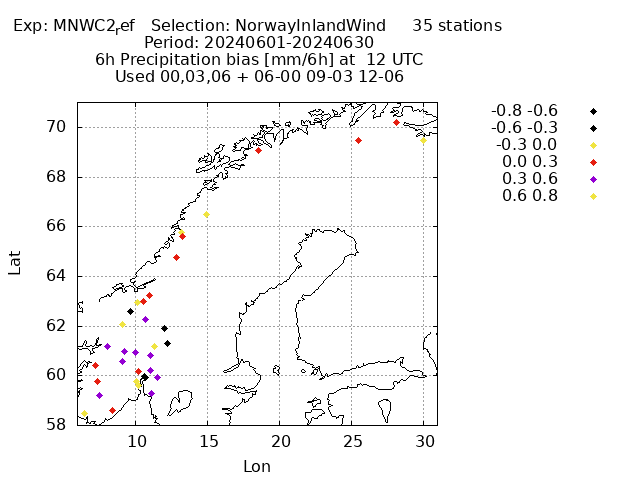 Exp: MNWC2ref Selection: NorwayInlandWind 35 stations
Period: 20240601-20240630
6h Precipitation bias [mm/6h] at 12 UTC
Used 00,03,06 + 06-00 09-03 12-06
-0.8 -0.6
-0.6 -0.3
-0.3 0.0
0.0 0.3
0.3 0.6
0.6 0.8
70
68
66
64
62
60
58
Lat
10 15 20 25 30
Lon